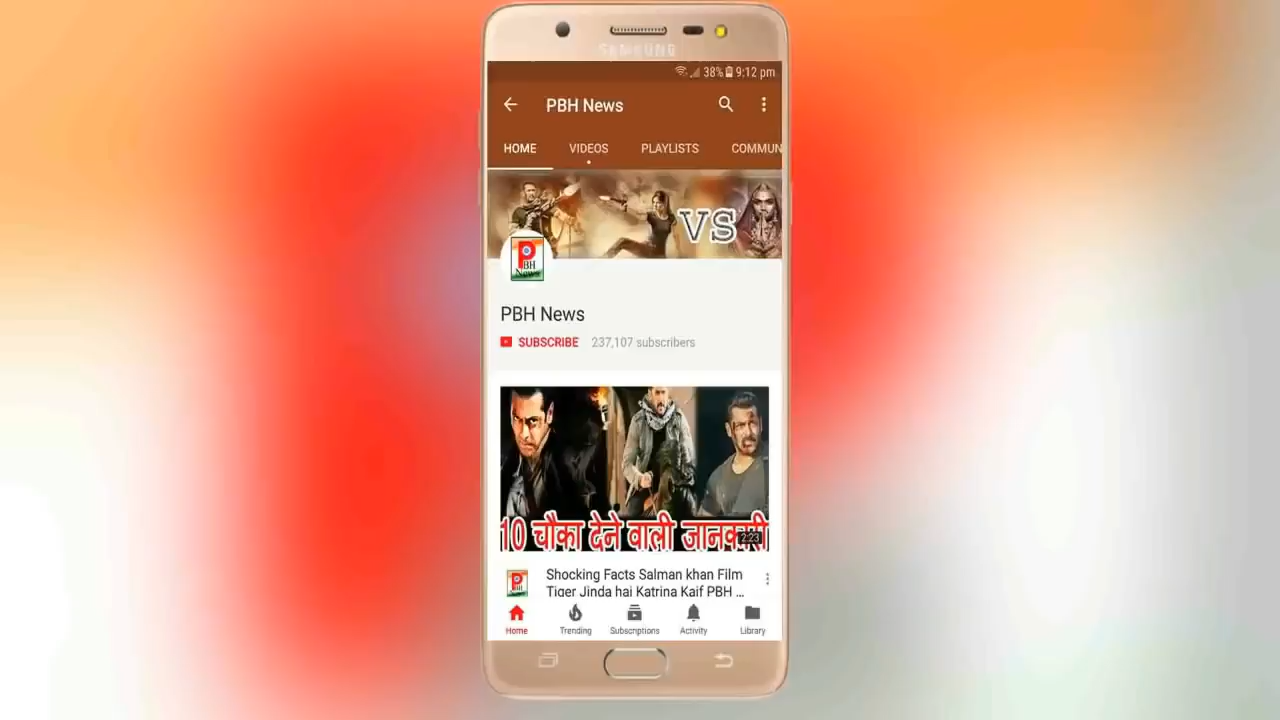 SAMSUNG
38% 9:12 pm
PBH News
HOME VIDEOS PLAYLISTS COMMUN
VS
P
BH
News
PBH News
SUBSCRIBE 237,107 subscribers
10 चौका देने वाली जानकारी
2:23
Shocking Facts Salman khan Film
Tiger Jinda hai Katrina Kaif PBH ...
Home Trending Subscriptions Activity Library